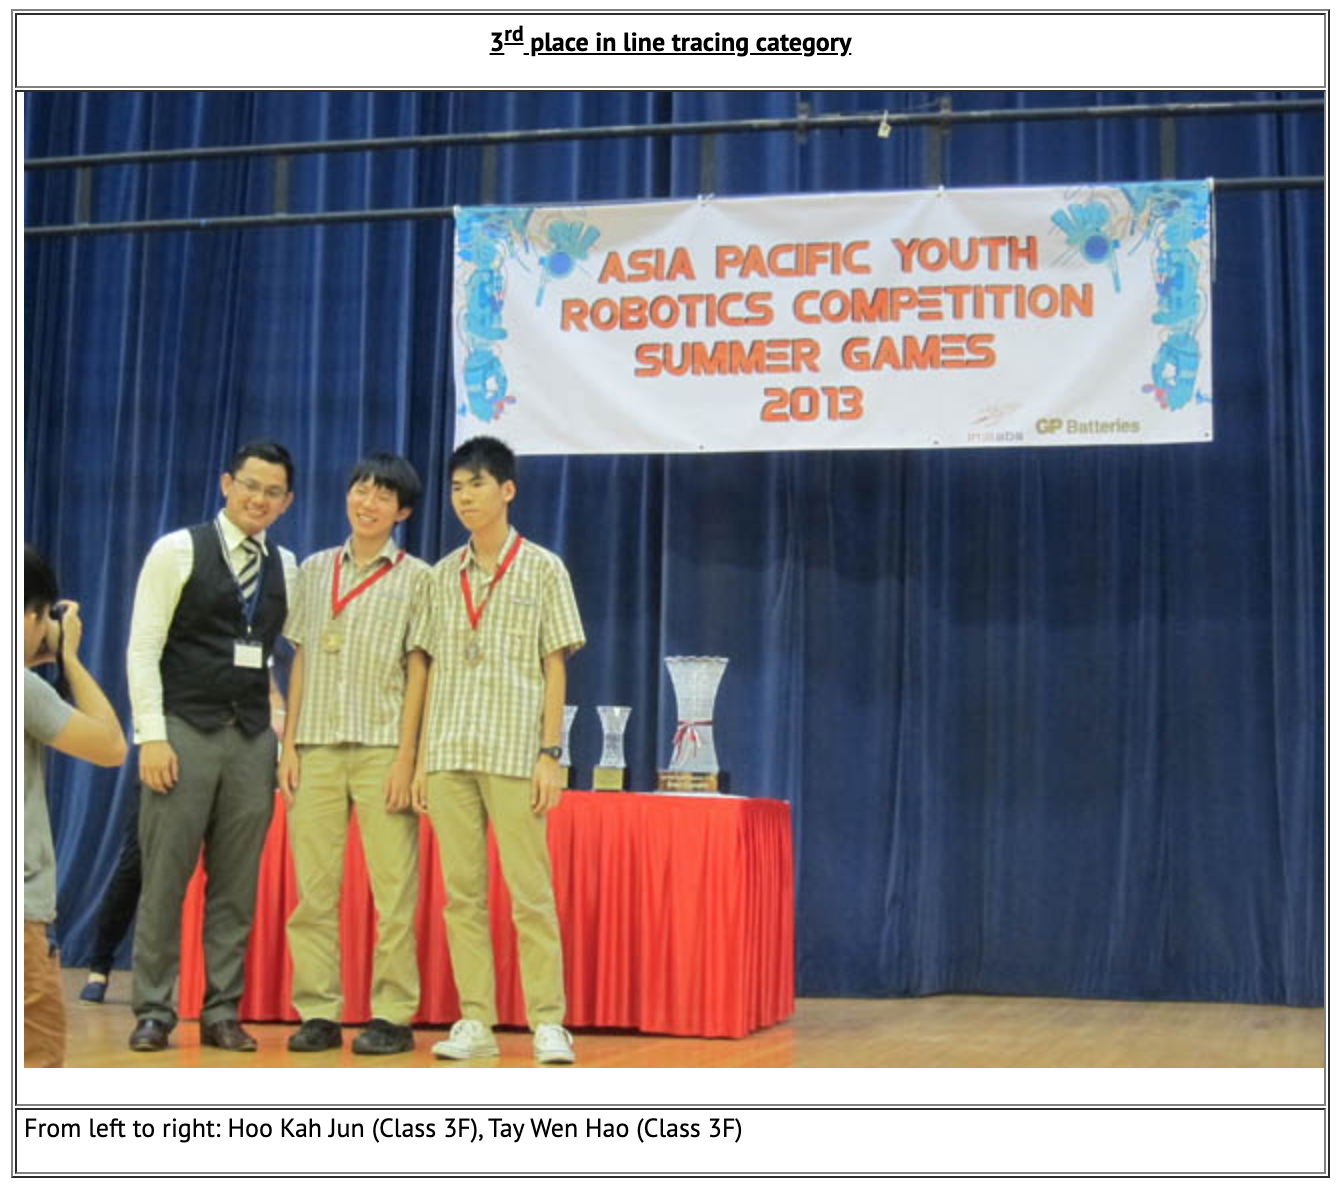 3rd place in line tracing category
ASIA PACIFIC YOUTH
ROBOTICS COMPETITION
SUMMER GAMES
2013
GP Batteries
From left to right: Hoo Kah Jun (Class 3F), Tay Wen Hao (Class 3F)